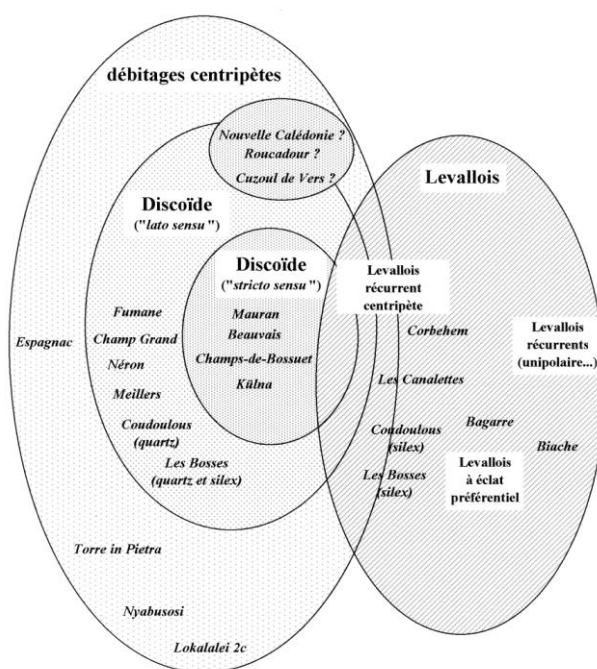 débitages centripètes
Nouvelle Calédonie ?
Roucadour ?
Cuzoul de Vers ?
Levallois
Discoïde
("lato sensu")
Discoïde
("stricto sensu")
Levallois
récurrent
centripète
Mauran
Beauvais
Champs-de-Bossuet
Külna
Fumane
Champ Grand
Néron
Meillers
Coudoulous
(quartz)
Les Bosses
(quartz et silex)
Espagnac
Corbehem
Levallois
récurrents
(unipolaire...)
Les Canalettes
Coudoulous
(silex)
Bagarre
Biache
Les Bosses
(silex)
Levallois
à éclat
préférentiel
Torre in Pietra
Nyabusosi
Lokalalei 2c